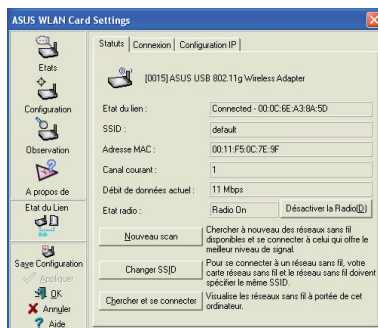 ASUS WLAN Card Settings
Etats
Configuration
Observation
A propos de
Etat du Lien
Save Configuration
Appliquer
OK
Annuler
Aide
Statuts
Connexion
Configuration IP
[0015] ASUS USB 802.11g Wireless Adapter
Etat du lien :
Connected - 00:0C:6E:A3:8A:5D
SSID :
default
Adresse MAC :
00:11:F5:0C:7E:9F
Canal courant :
1
Débit de données actuel :
11 Mbps
Etat radio :
Radio On
Désactiver la Radio(D)
Nouveau scan
Chercher à nouveau des réseaux sans fil
disponibles et se connecter à celui qui offre le
meilleur niveau de signal.
Changer SSID
Pour se connecter à un réseau sans fil, votre
carte réseau sans fil et le réseau sans fil doivent
spécifier le même SSID.
Chercher et se connecter
Visualise les réseaux sans fil à portée de cet
ordinateur.